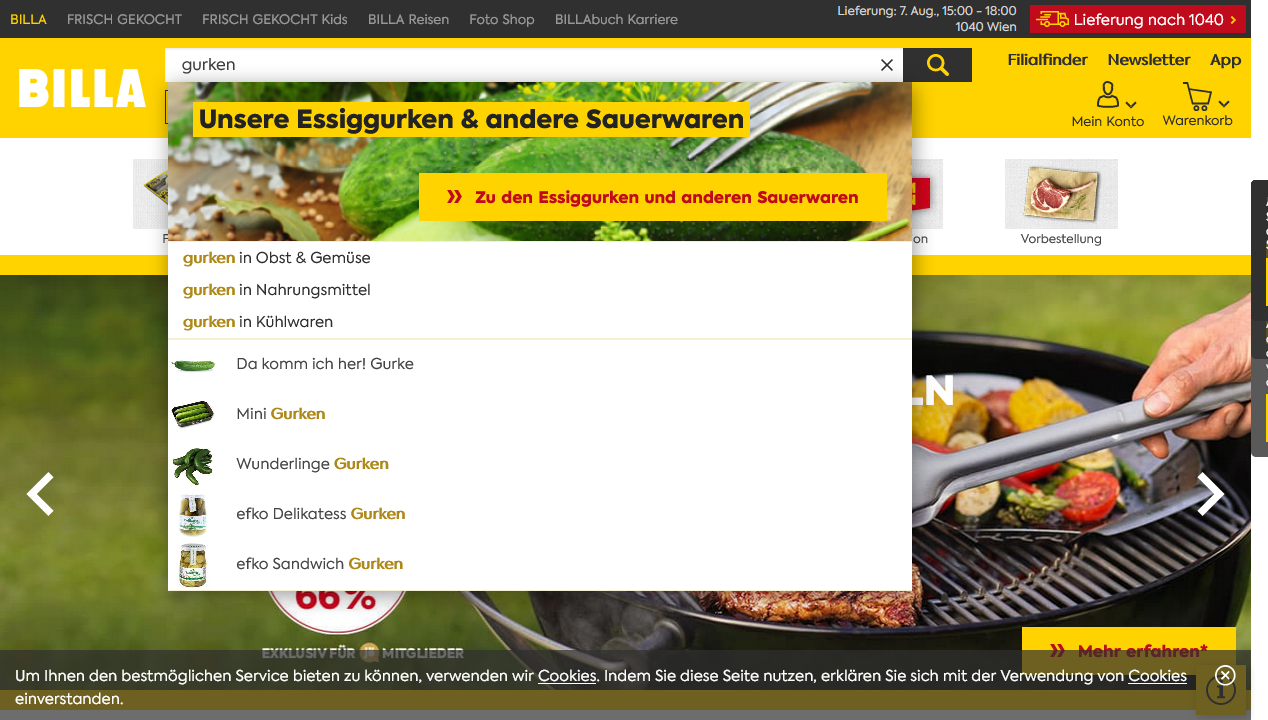 BILLA FRISCH GEKOCHT FRISCH GEKOCHT Kids BILLA Reisen Foto Shop BILLAbuch Karriere
Lieferung: 7. Aug., 15:00 - 18:00
1040 Wien
Lieferung nach 1040
BILLA
gurken
Filialfinder Newsletter App
Mein Konto
Warenkorb
Unsere Essiggurken & andere Sauerwaren
Zu den Essiggurken und anderen Sauerwaren
Vorbestellung
gurken in Obst & Gemüse
gurken in Nahrungsmittel
gurken in Kühlwaren
Da komm ich her! Gurke
Mini Gurken
Wunderlinge Gurken
efko Delikatess Gurken
efko Sandwich Gurken
66%
EXKLUSIV FÜR MITGLIEDER
Mehr erfahren*
Um Ihnen den bestmöglichen Service bieten zu können, verwenden wir Cookies. Indem Sie diese Seite nutzen, erklären Sie sich mit der Verwendung von Cookies
einverstanden.